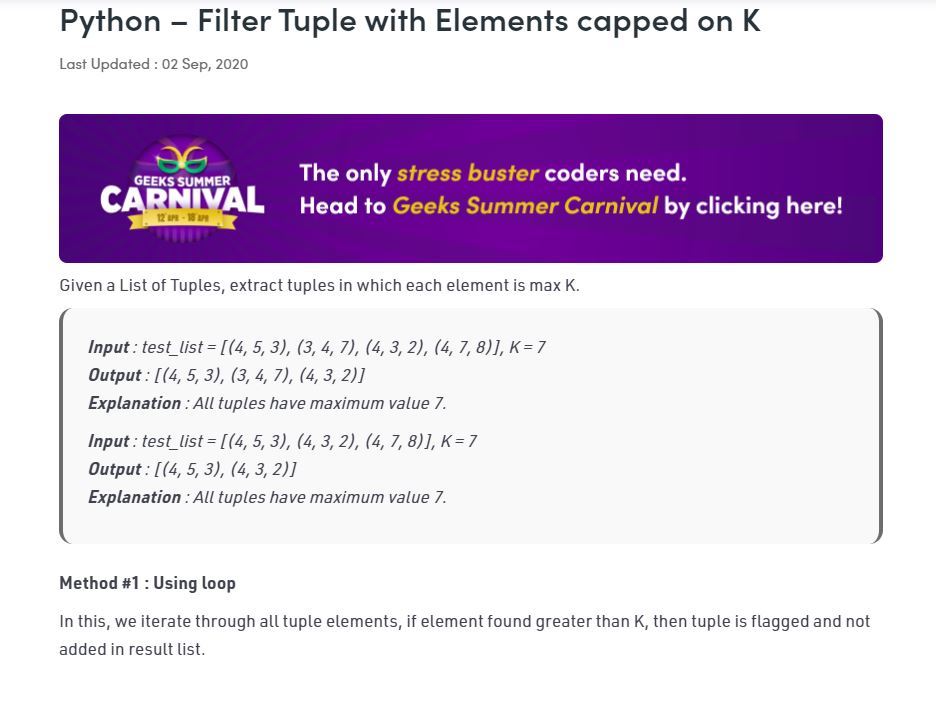 Python – Filter Tuple with Elements capped on K
Last Updated : 02 Sep, 2020
GEEKS SUMMER
CARNIVAL
12 APR - 18 APR
The only stress buster coders need.
Head to Geeks Summer Carnival by clicking here!
Given a List of Tuples, extract tuples in which each element is max K.
Input : test_list = [(4, 5, 3), (3, 4, 7), (4, 3, 2), (4, 7, 8)], K = 7
Output : [(4, 5, 3), (3, 4, 7), (4, 3, 2)]
Explanation : All tuples have maximum value 7.
Input : test_list = [(4, 5, 3), (4, 3, 2), (4, 7, 8)], K = 7
Output : [(4, 5, 3), (4, 3, 2)]
Explanation : All tuples have maximum value 7.
Method #1 : Using loop
In this, we iterate through all tuple elements, if element found greater than K, then tuple is flagged and not
added in result list.